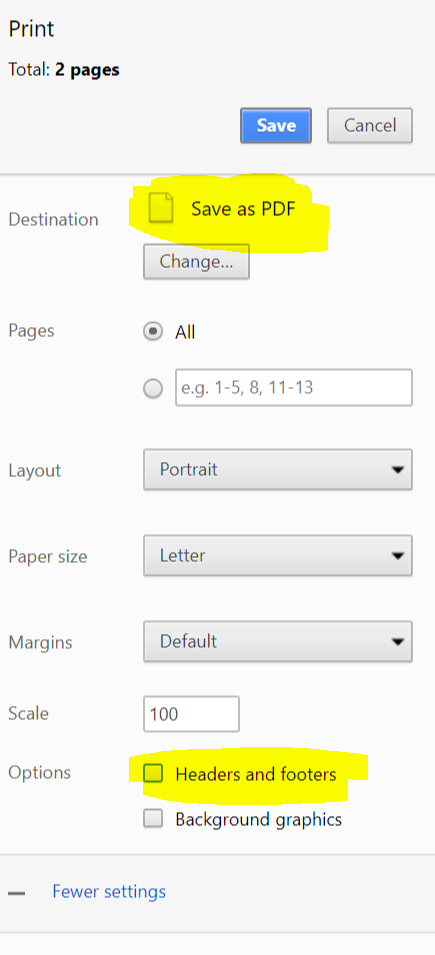 Print
Total: 2 pages
Save Cancel
Destination Save as PDF
Change...
Pages All
e.g. 1-5, 8, 11-13
Layout Portrait
Paper size Letter
Margins Default
Scale 100
Options Headers and footers
Background graphics
Fewer settings